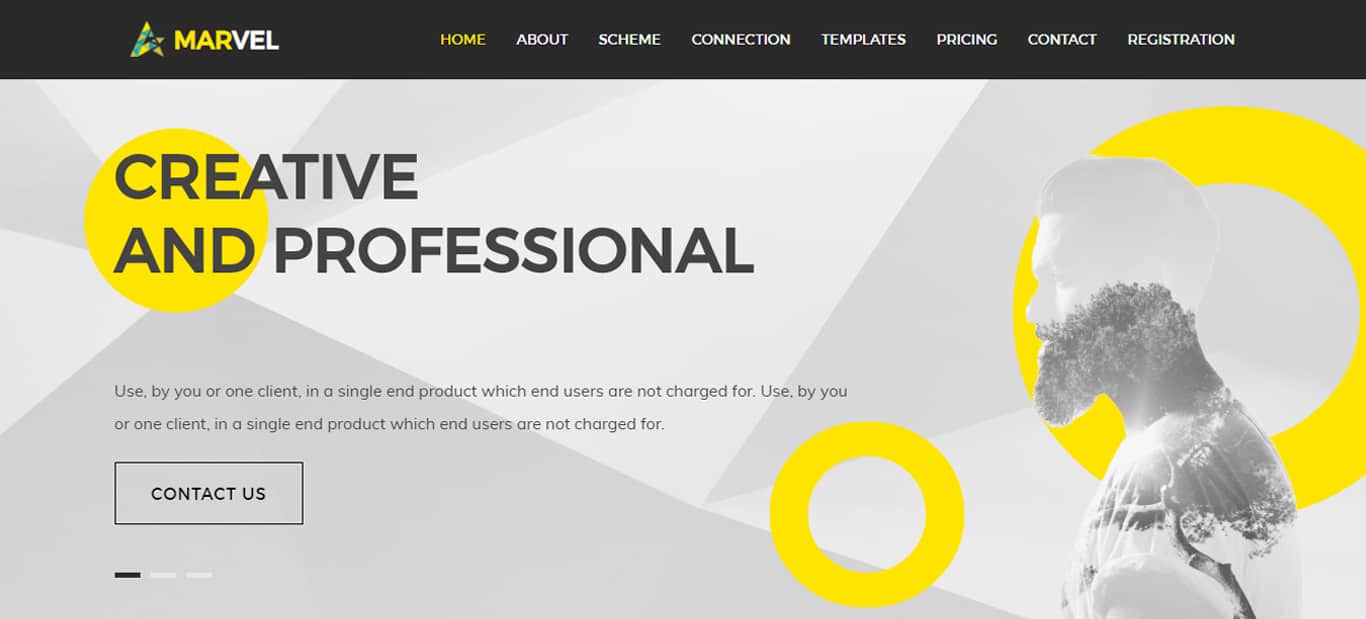 MARVEL
HOME ABOUT SCHEME CONNECTION TEMPLATES PRICING CONTACT REGISTRATION
CREATIVE
AND PROFESSIONAL
Use, by you or one client, in a single end product which end users are not charged for. Use, by you
or one client, in a single end product which end users are not charged for.
CONTACT US